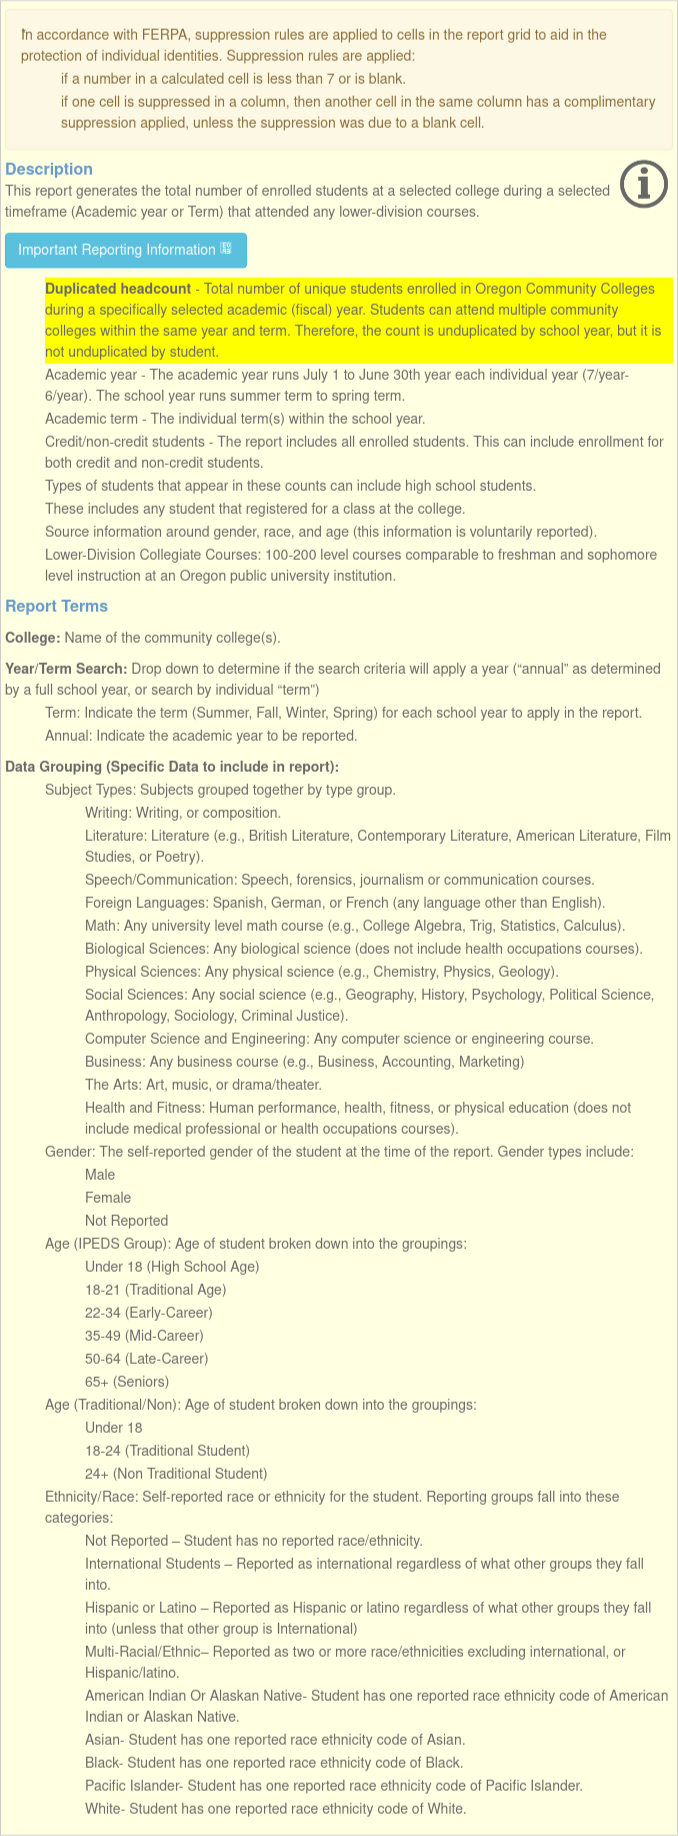 In accordance with FERPA, suppression rules are applied to cells in the report grid to aid in the
protection of individual identities. Suppression rules are applied:
if a number in a calculated cell is less than 7 or is blank.
if one cell is suppressed in a column, then another cell in the same column has a complimentary
suppression applied, unless the suppression was due to a blank cell.
Description
This report generates the total number of enrolled students at a selected college during a selected
timeframe (Academic year or Term) that attended any lower-division courses.
Important Reporting Information
Duplicated headcount - Total number of unique students enrolled in Oregon Community Colleges
during a specifically selected academic (fiscal) year. Students can attend multiple community
colleges within the same year and term. Therefore, the count is unduplicated by school year, but it is
not unduplicated by student.
Academic year - The academic year runs July 1 to June 30th year each individual year (7/year-
6/year). The school year runs summer term to spring term.
Academic term - The individual term(s) within the school year.
Credit/non-credit students - The report includes all enrolled students. This can include enrollment for
both credit and non-credit students.
Types of students that appear in these counts can include high school students.
These includes any student that registered for a class at the college.
Source information around gender, race, and age (this information is voluntarily reported).
Lower-Division Collegiate Courses: 100-200 level courses comparable to freshman and sophomore
level instruction at an Oregon public university institution.
Report Terms
College: Name of the community college(s).
Year/Term Search: Drop down to determine if the search criteria will apply a year (“annual” as determined
by a full school year, or search by individual “term”)
Term: Indicate the term (Summer, Fall, Winter, Spring) for each school year to apply in the report.
Annual: Indicate the academic year to be reported.
Data Grouping (Specific Data to include in report):
Subject Types: Subjects grouped together by type group.
Writing: Writing, or composition.
Literature: Literature (e.g., British Literature, Contemporary Literature, American Literature, Film
Studies, or Poetry).
Speech/Communication: Speech, forensics, journalism or communication courses.
Foreign Languages: Spanish, German, or French (any language other than English).
Math: Any university level math course (e.g., College Algebra, Trig, Statistics, Calculus).
Biological Sciences: Any biological science (does not include health occupations courses).
Physical Sciences: Any physical science (e.g., Chemistry, Physics, Geology).
Social Sciences: Any social science (e.g., Geography, History, Psychology, Political Science,
Anthropology, Sociology, Criminal Justice).
Computer Science and Engineering: Any computer science or engineering course.
Business: Any business course (e.g., Business, Accounting, Marketing)
The Arts: Art, music, or drama/theater.
Health and Fitness: Human performance, health, fitness, or physical education (does not
include medical professional or health occupations courses).
Gender: The self-reported gender of the student at the time of the report. Gender types include:
Male
Female
Not Reported
Age (IPEDS Group): Age of student broken down into the groupings:
Under 18 (High School Age)
18-21 (Traditional Age)
22-34 (Early-Career)
35-49 (Mid-Career)
50-64 (Late-Career)
65+ (Seniors)
Age (Traditional/Non): Age of student broken down into the groupings:
Under 18
18-24 (Traditional Student)
24+ (Non Traditional Student)
Ethnicity/Race: Self-reported race or ethnicity for the student. Reporting groups fall into these
categories:
Not Reported – Student has no reported race/ethnicity.
International Students – Reported as international regardless of what other groups they fall
into.
Hispanic or Latino – Reported as Hispanic or latino regardless of what other groups they fall
into (unless that other group is International)
Multi-Racial/Ethnic– Reported as two or more race/ethnicities excluding international, or
Hispanic/latino.
American Indian Or Alaskan Native- Student has one reported race ethnicity code of American
Indian or Alaskan Native.
Asian- Student has one reported race ethnicity code of Asian.
Black- Student has one reported race ethnicity code of Black.
Pacific Islander- Student has one reported race ethnicity code of Pacific Islander.
White- Student has one reported race ethnicity code of White.